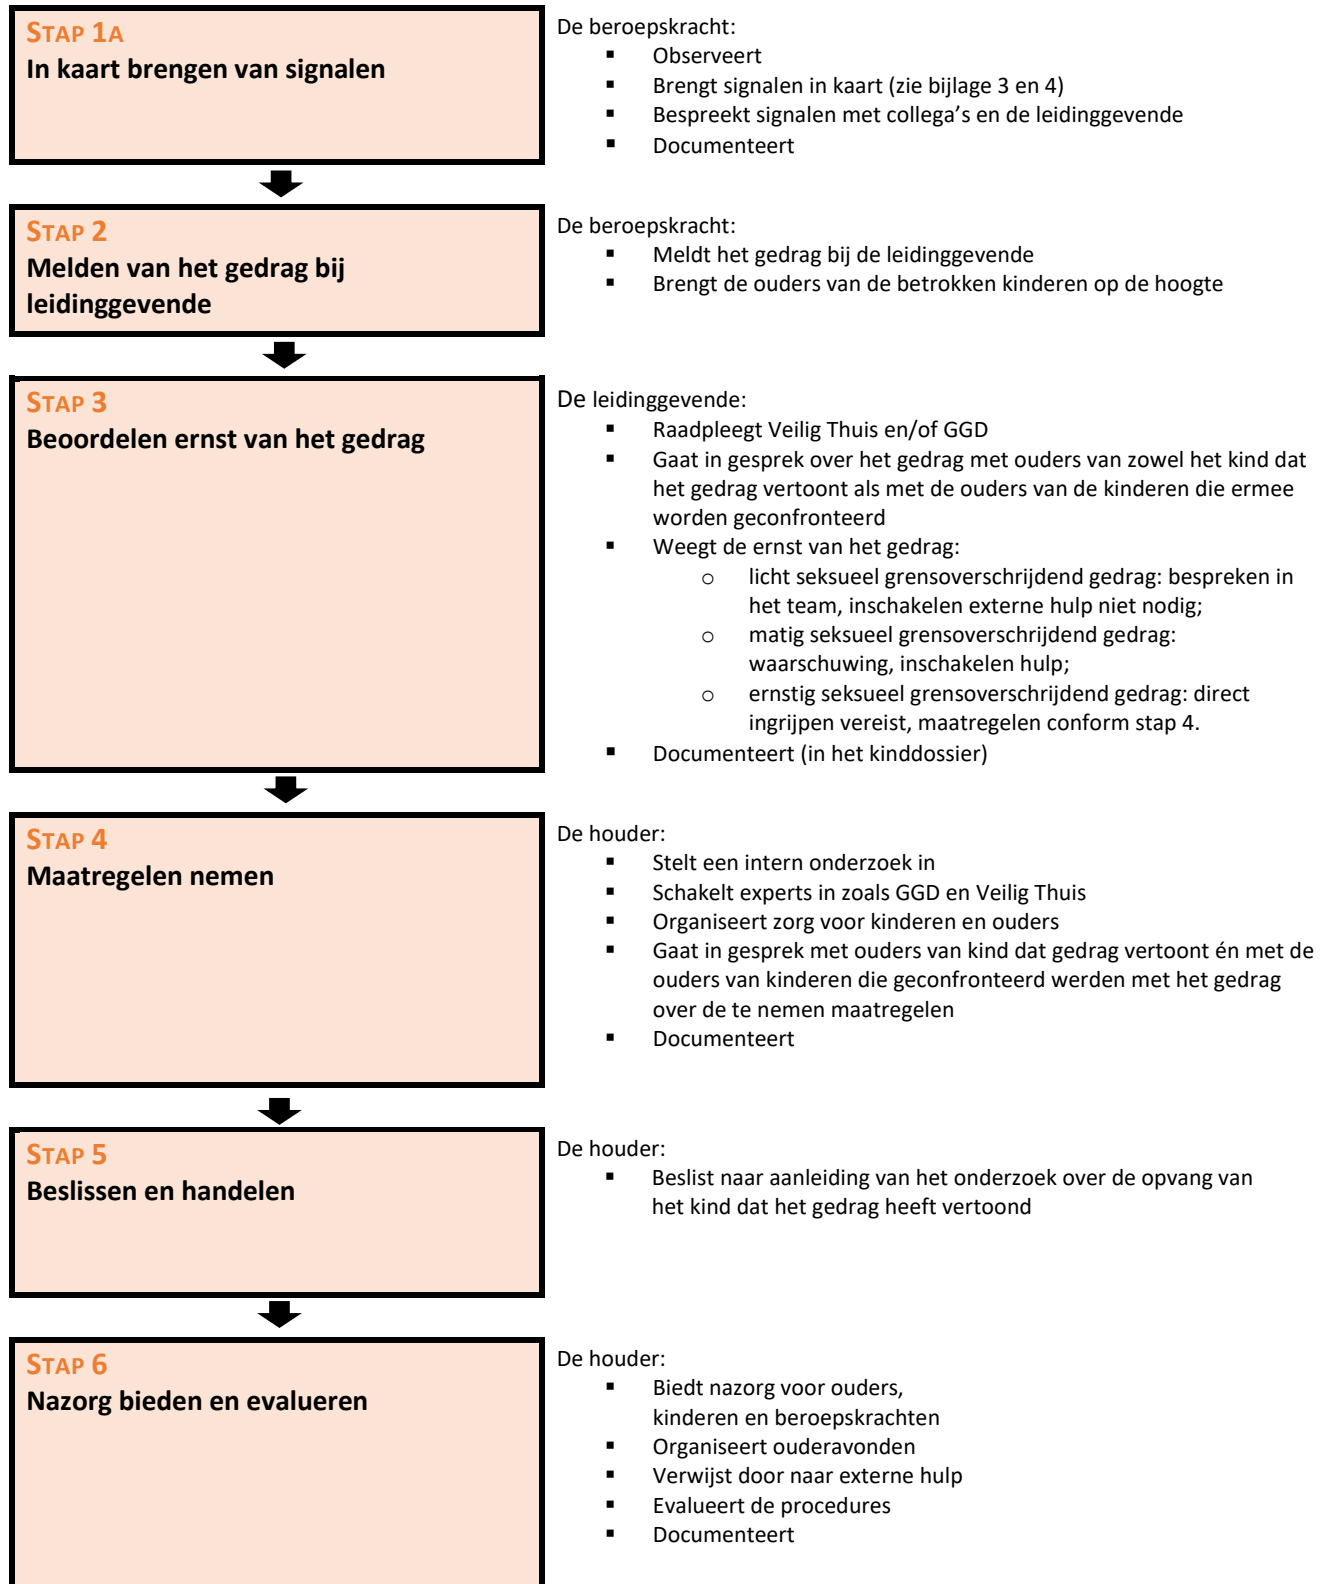 STAP 1A
In kaart brengen van signalen
De beroepskracht:
▪ Observeert
▪ Brengt signalen in kaart (zie bijlage 3 en 4)
▪ Bespreekt signalen met collega’s en de leidinggevende
▪ Documenteert
STAP 2
Melden van het gedrag bij
leidinggevende
De beroepskracht:
▪ Meldt het gedrag bij de leidinggevende
▪ Brengt de ouders van de betrokken kinderen op de hoogte
STAP 3
Beoordelen ernst van het gedrag
De leidinggevende:
▪ Raadpleegt Veilig Thuis en/of GGD
▪ Gaat in gesprek over het gedrag met ouders van zowel het kind dat
het gedrag vertoont als met de ouders van de kinderen die ermee
worden geconfronteerd
▪ Weegt de ernst van het gedrag:
o licht seksueel grensoverschrijdend gedrag: bespreken in
het team, inschakelen externe hulp niet nodig;
o matig seksueel grensoverschrijdend gedrag:
waarschuwing, inschakelen hulp;
o ernstig seksueel grensoverschrijdend gedrag: direct
ingrijpen vereist, maatregelen conform stap 4.
▪ Documenteert (in het kinddossier)
STAP 4
Maatregelen nemen
De houder:
▪ Stelt een intern onderzoek in
▪ Schakelt experts in zoals GGD en Veilig Thuis
▪ Organiseert zorg voor kinderen en ouders
▪ Gaat in gesprek met ouders van kind dat gedrag vertoont én met de
ouders van kinderen die geconfronteerd werden met het gedrag
over de te nemen maatregelen
▪ Documenteert
STAP 5
Beslissen en handelen
De houder:
▪ Beslist naar aanleiding van het onderzoek over de opvang van
het kind dat het gedrag heeft vertoond
STAP 6
Nazorg bieden en evalueren
De houder:
▪ Biedt nazorg voor ouders,
kinderen en beroepskrachten
▪ Organiseert ouderavonden
▪ Verwijst door naar externe hulp
▪ Evalueert de procedures
▪ Documenteert